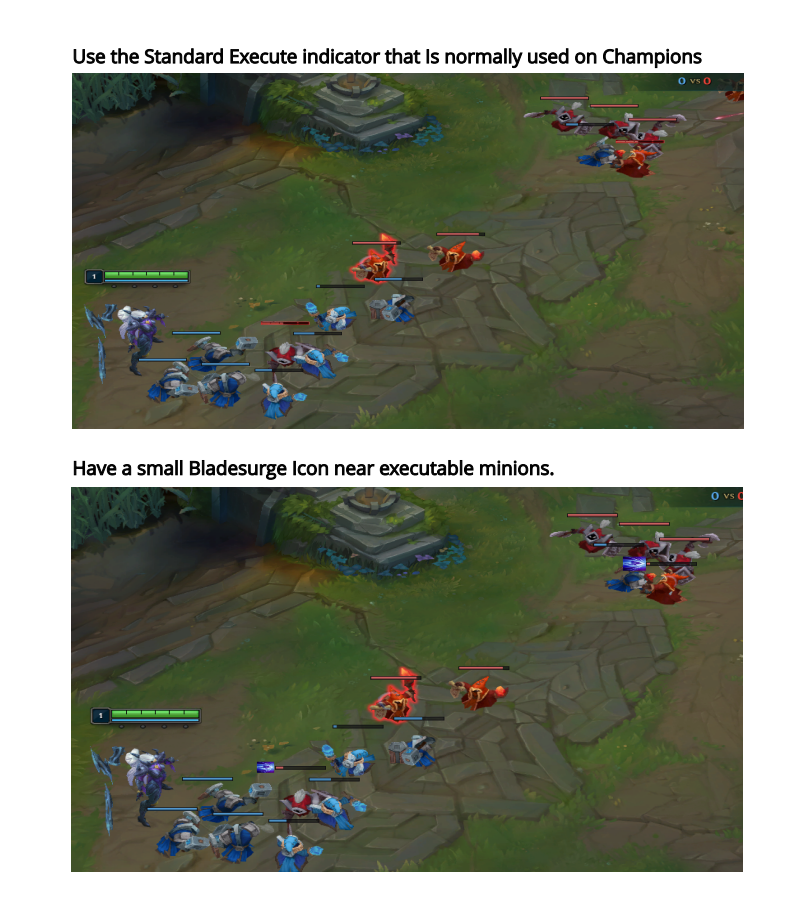 Use the Standard Execute indicator that Is normally used on Champions
0 vs 0
1
Have a small Bladesurge Icon near executable minions.
0 vs 0
1